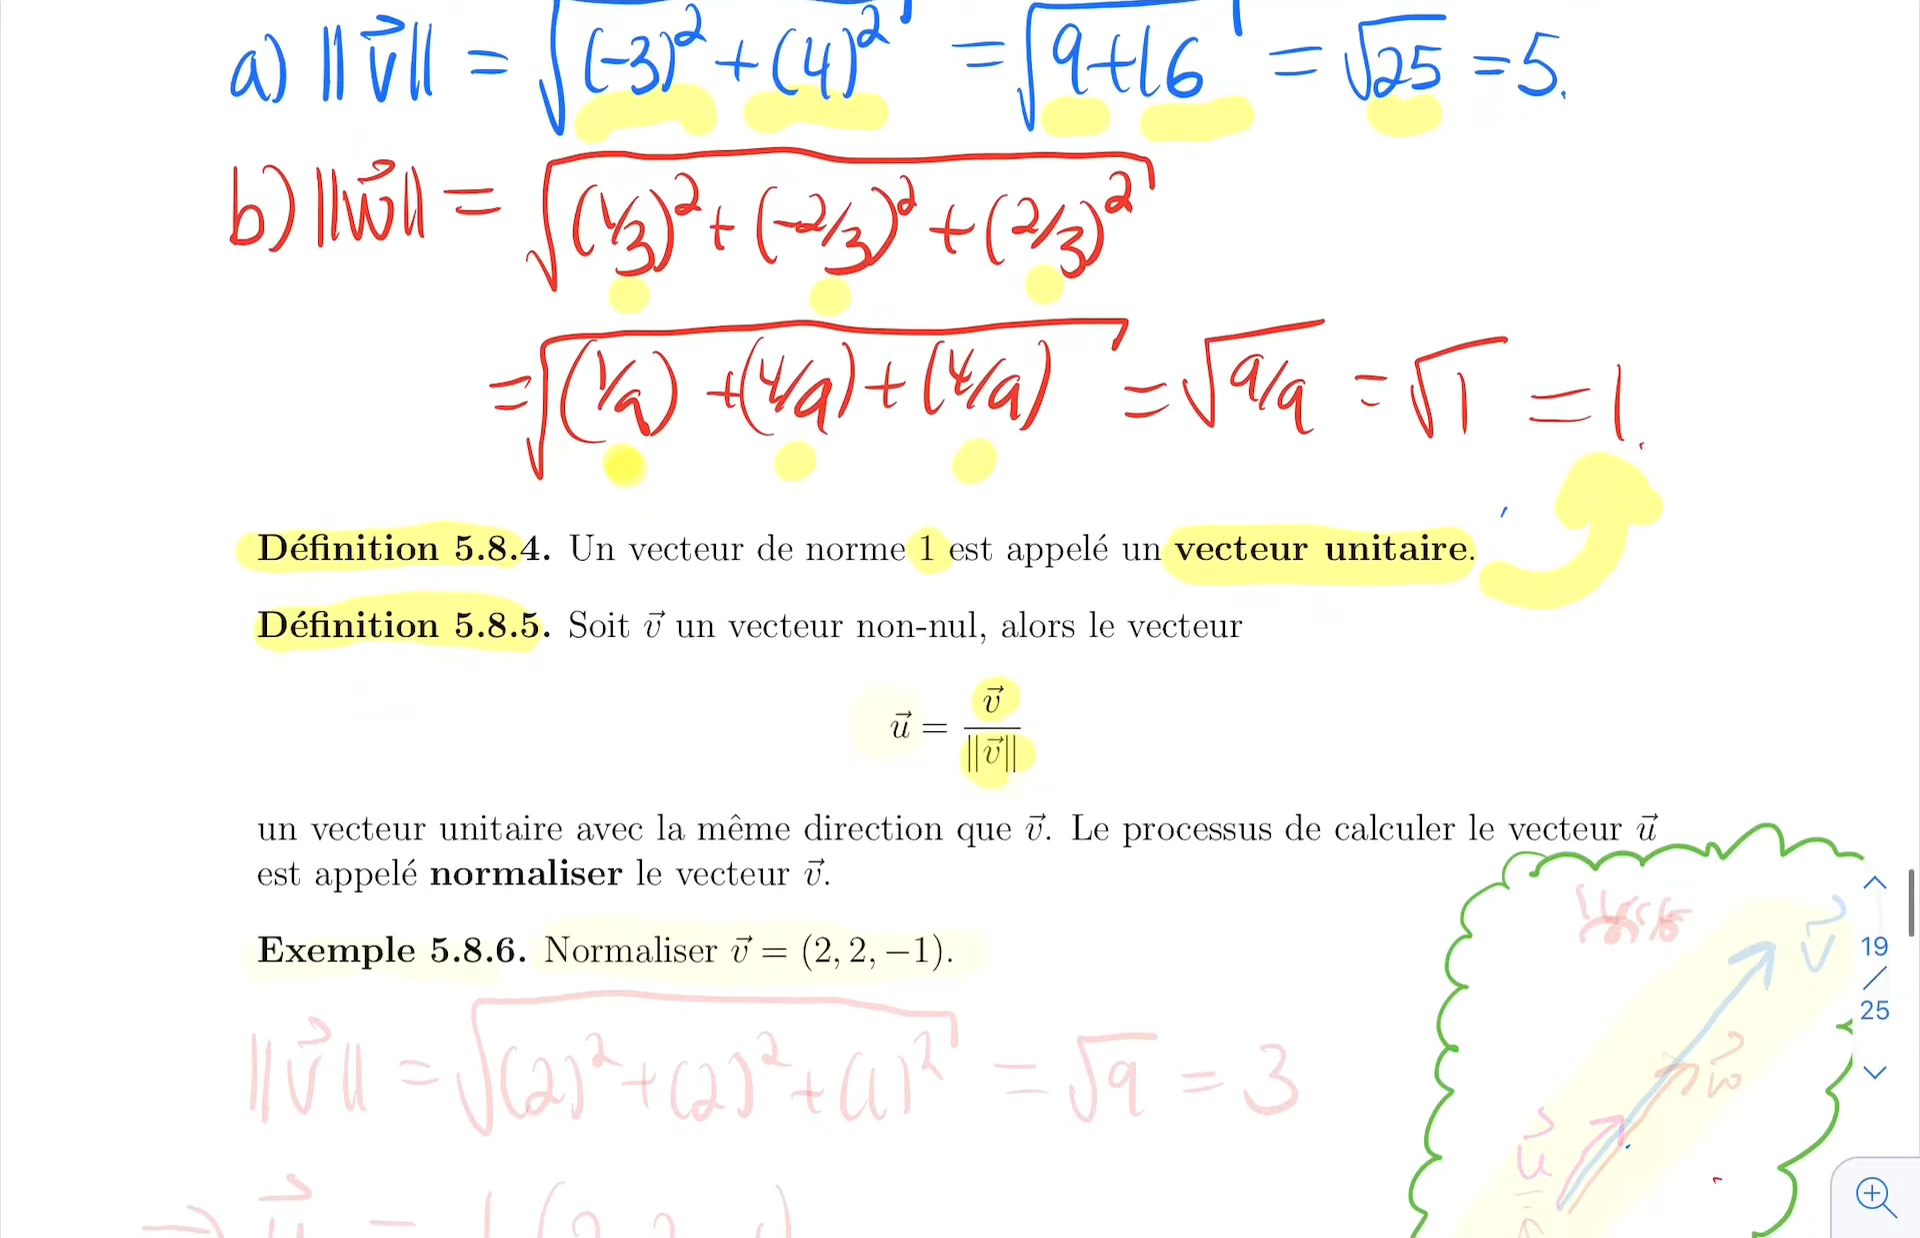 a) ||v⃗|| = √((-3)² + (4)²) = √(9+16) = √25 = 5.
b) ||w⃗|| = √((1/3)² + (-2/3)² + (2/3)²)
= √((1/9) + (4/9) + (4/9)) = √(9/9) = √1 = 1.
Définition 5.8.4. Un vecteur de norme 1 est appelé un vecteur unitaire.
Définition 5.8.5. Soit v⃗ un vecteur non-nul, alors le vecteur
u⃗ = v⃗ / ||v⃗||
un vecteur unitaire avec la même direction que v⃗. Le processus de calculer le vecteur u⃗
est appelé normaliser le vecteur v⃗.
Exemple 5.8.6. Normaliser v⃗ = (2, 2, −1).
||v⃗|| = √((2)² + (2)² + (1)²) = √9 = 3
v⃗
w⃗
u⃗
19
/
25